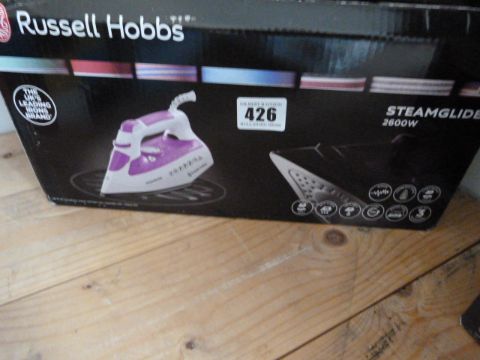 Russell Hobbs
THE
UK'S
LEADING
IRONS
BRAND
426
STEAMGLIDE
2600W